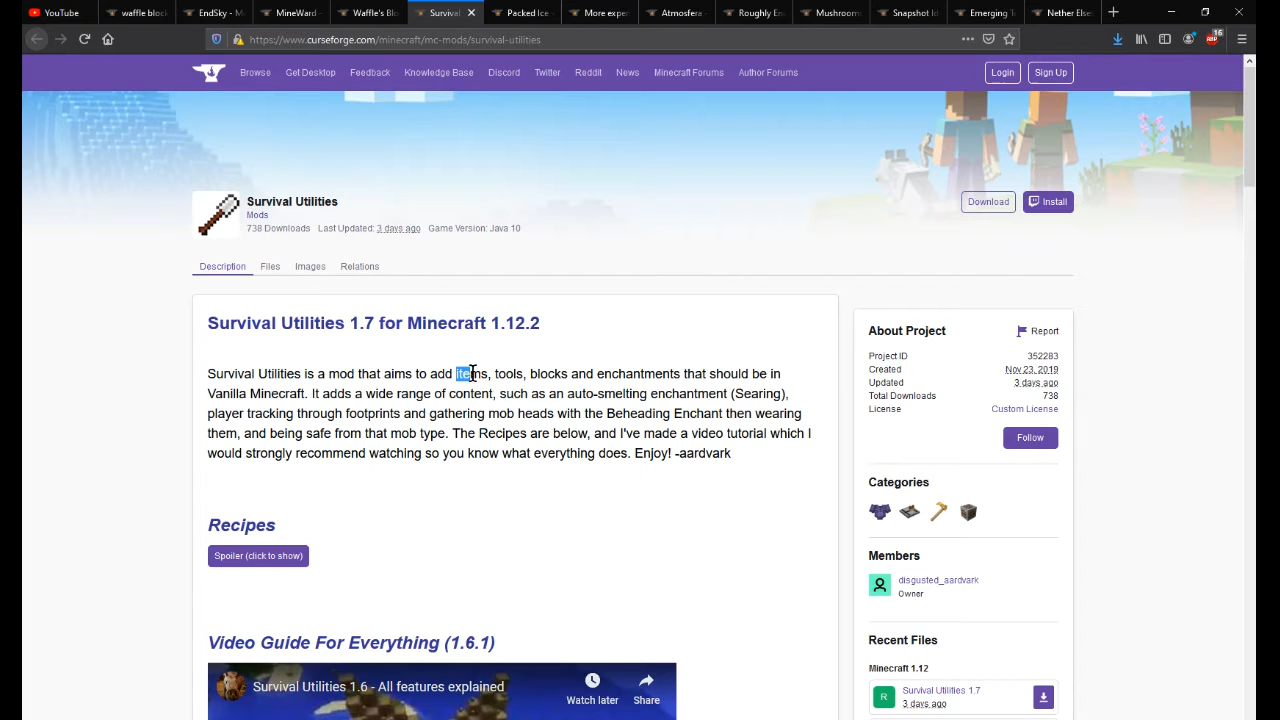 YouTube
waffle block
EndSky - M
MineWard -
Waffle's Blo
Survival
Packed Ice -
More exper
Atmosfera
Roughly En
Mushroom
Snapshot Id
Emerging T
Nether Else
https://www.curseforge.com/minecraft/mc-mods/survival-utilities
16
ABP
Browse Get Desktop Feedback Knowledge Base Discord Twitter Reddit News Minecraft Forums Author Forums Login Sign Up
Survival Utilities
Mods
738 Downloads Last Updated: 3 days ago Game Version: Java 10
Download Install
Description Files Images Relations
Survival Utilities 1.7 for Minecraft 1.12.2
Survival Utilities is a mod that aims to add items, tools, blocks and enchantments that should be in
Vanilla Minecraft. It adds a wide range of content, such as an auto-smelting enchantment (Searing),
player tracking through footprints and gathering mob heads with the Beheading Enchant then wearing
them, and being safe from that mob type. The Recipes are below, and I've made a video tutorial which I
would strongly recommend watching so you know what everything does. Enjoy! -aardvark
Recipes
Spoiler (click to show)
Video Guide For Everything (1.6.1)
Survival Utilities 1.6 - All features explained
Watch later
Share
About Project
Report
Project ID 352283
Created Nov 23, 2019
Updated 3 days ago
Total Downloads 738
License Custom License
Follow
Categories
Members
disgusted_aardvark
Owner
Recent Files
Minecraft 1.12
R
Survival Utilities 1.7
3 days ago